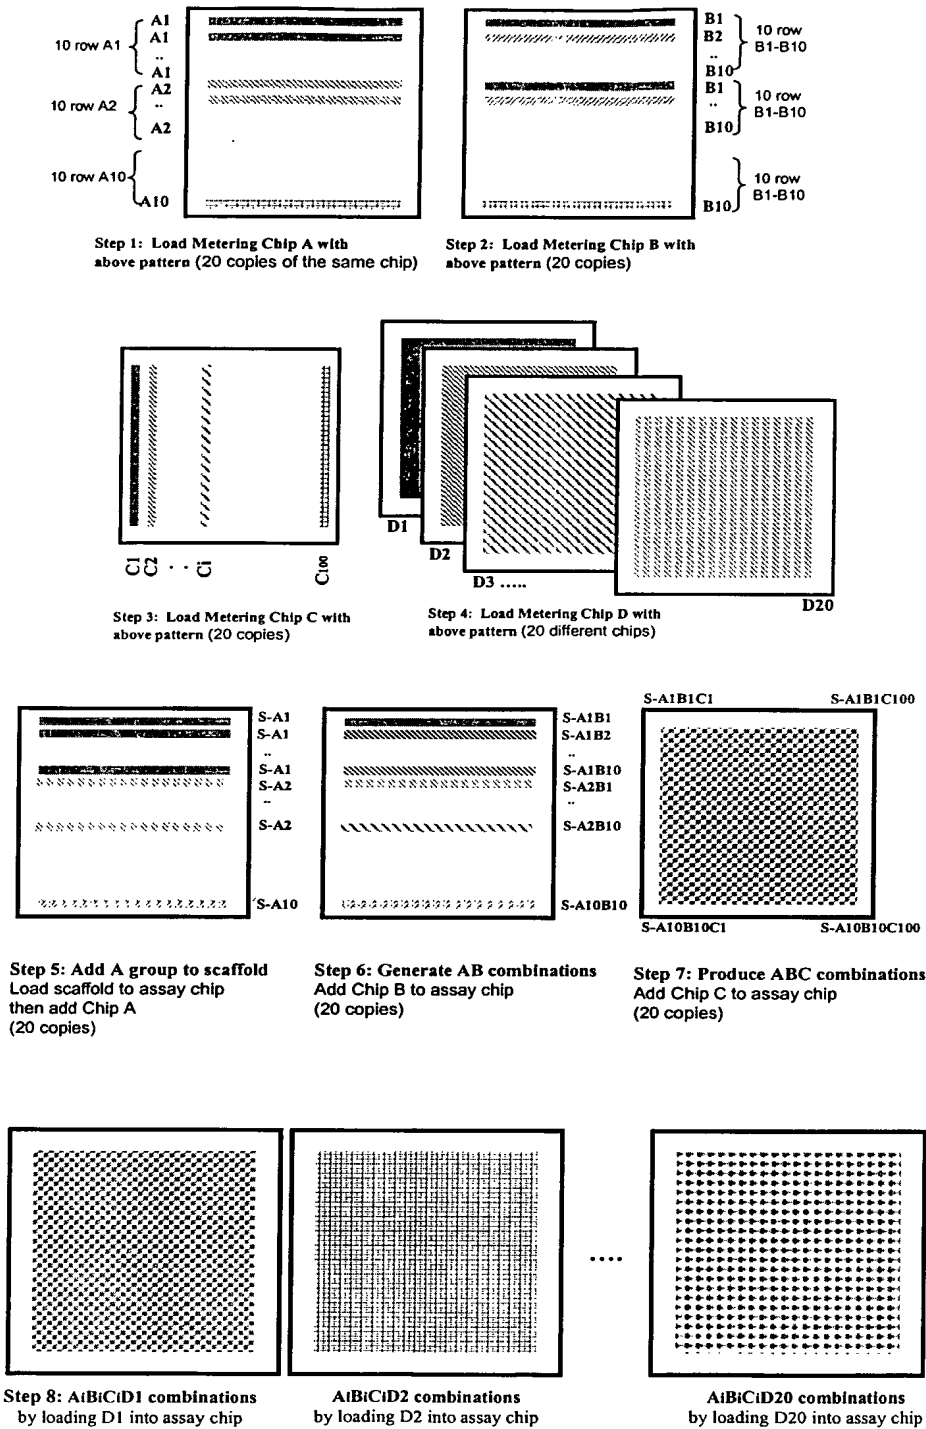 10 row A1
A1
A1
..
A1
10 row A2
A2
..
A2
10 row A10
A10
B1
B2
..
B10
10 row
B1-B10
B1
..
B10
10 row
B1-B10
B10
10 row
B1-B10
Step 1: Load Metering Chip A with
above pattern (20 copies of the same chip)
Step 2: Load Metering Chip B with
above pattern (20 copies)
C1
C2
. .
Ci
C100
Step 3: Load Metering Chip C with
above pattern (20 copies)
D1
D2
D3 .....
D20
Step 4: Load Metering Chip D with
above pattern (20 different chips)
S-A1
S-A1
..
S-A1
S-A2
..
S-A2
S-A10
Step 5: Add A group to scaffold
Load scaffold to assay chip
then add Chip A
(20 copies)
S-A1B1
S-A1B2
..
S-A1B10
S-A2B1
..
S-A2B10
S-A10B10
Step 6: Generate AB combinations
Add Chip B to assay chip
(20 copies)
S-A1B1C1
S-A1B1C100
S-A10B10C1
S-A10B10C100
Step 7: Produce ABC combinations
Add Chip C to assay chip
(20 copies)
....
Step 8: AiBiCiD1 combinations
by loading D1 into assay chip
AiBiCiD2 combinations
by loading D2 into assay chip
AiBiCiD20 combinations
by loading D20 into assay chip